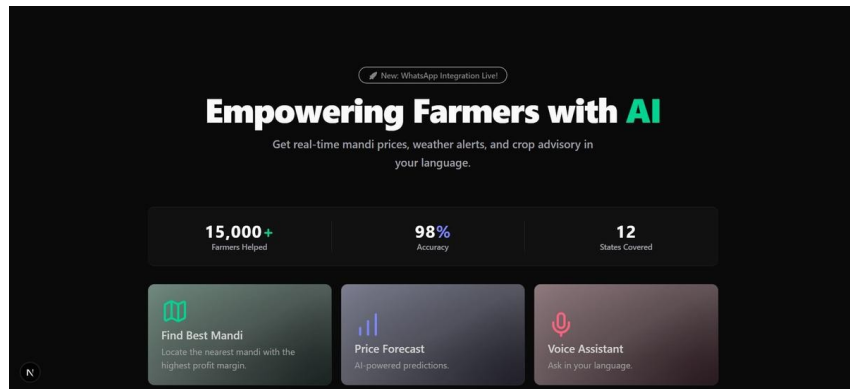 New: WhatsApp Integration Live!
Empowering Farmers with AI
Get real-time mandi prices, weather alerts, and crop advisory in
your language.
15,000+
Farmers Helped
98%
Accuracy
12
States Covered
Find Best Mandi
Locate the nearest mandi with the
highest profit margin.
Price Forecast
AI-powered predictions.
Voice Assistant
Ask in your language.
N